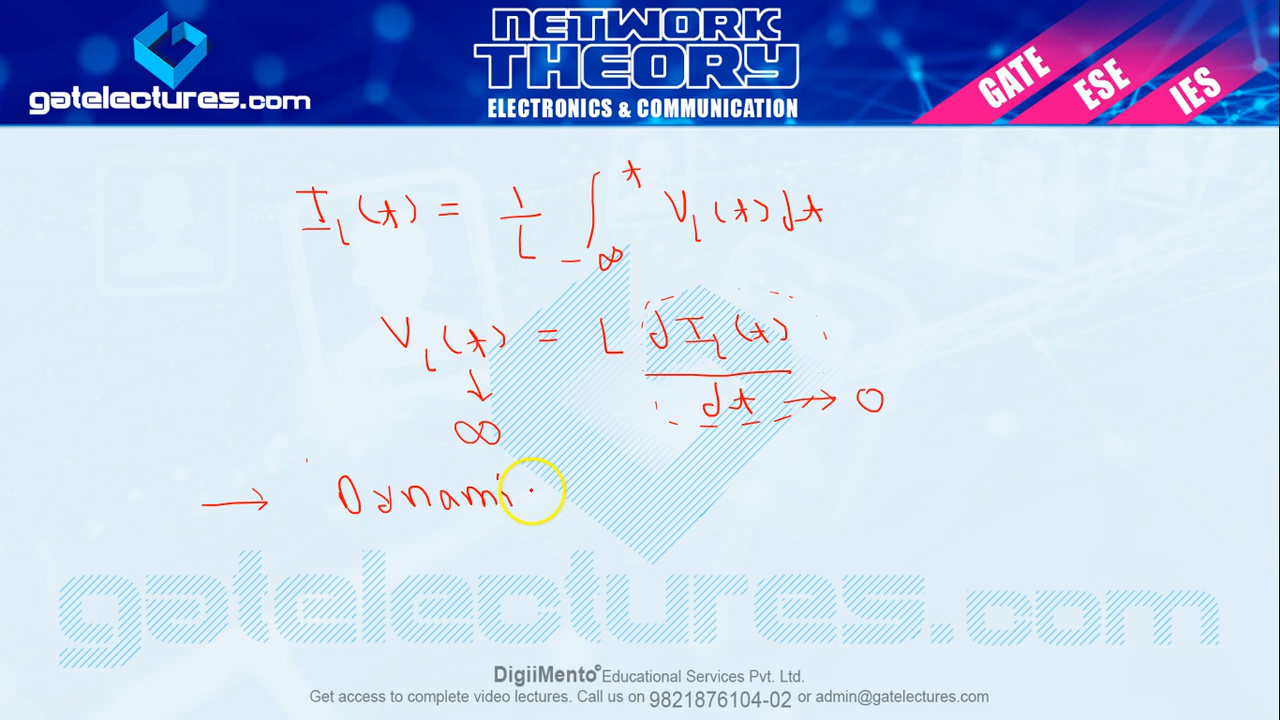 gatelectures.com
NETWORK
THEORY
ELECTRONICS & COMMUNICATION
GATE
ESE
IES
I_L(t) = 1/L ∫_{-∞}^{t} V_L(t) dt
V_L(t) = L dI_L(t)/dt → 0
↓
∞
→ Dynami
gatelectures.com
DigiiMento© Educational Services Pvt. Ltd.
Get access to complete video lectures. Call us on 9821876104-02 or admin@gatelectures.com